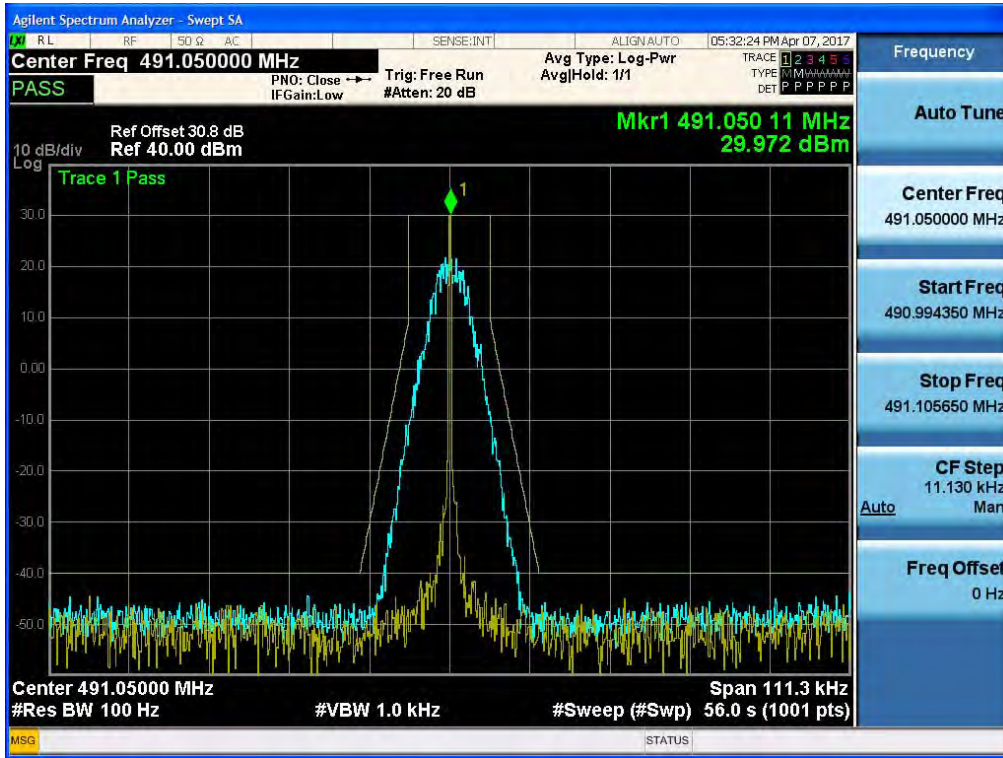 Agilent Spectrum Analyzer - Swept SA
LXI RL RF 50 Ω AC SENSE:INT ALIGN AUTO 05:32:24 PM Apr 07, 2017
Center Freq 491.050000 MHz
PASS
PNO: Close
IFGain:Low
Trig: Free Run
#Atten: 20 dB
Avg Type: Log-Pwr
Avg|Hold: 1/1
TRACE 1 2 3 4 5 6
TYPE M M W W W W
DET P P P P P P
Mkr1 491.050 11 MHz
29.972 dBm
Ref Offset 30.8 dB
10 dB/div Ref 40.00 dBm
Log
Trace 1 Pass
1
30.0
20.0
10.0
0.00
-10.0
-20.0
-30.0
-40.0
-50.0
Center 491.05000 MHz Span 111.3 kHz
#Res BW 100 Hz #VBW 1.0 kHz #Sweep (#Swp) 56.0 s (1001 pts)
MSG STATUS
Frequency
Auto Tune
Center Freq
491.050000 MHz
Start Freq
490.994350 MHz
Stop Freq
491.105650 MHz
CF Step
11.130 kHz
Auto Man
Freq Offset
0 Hz